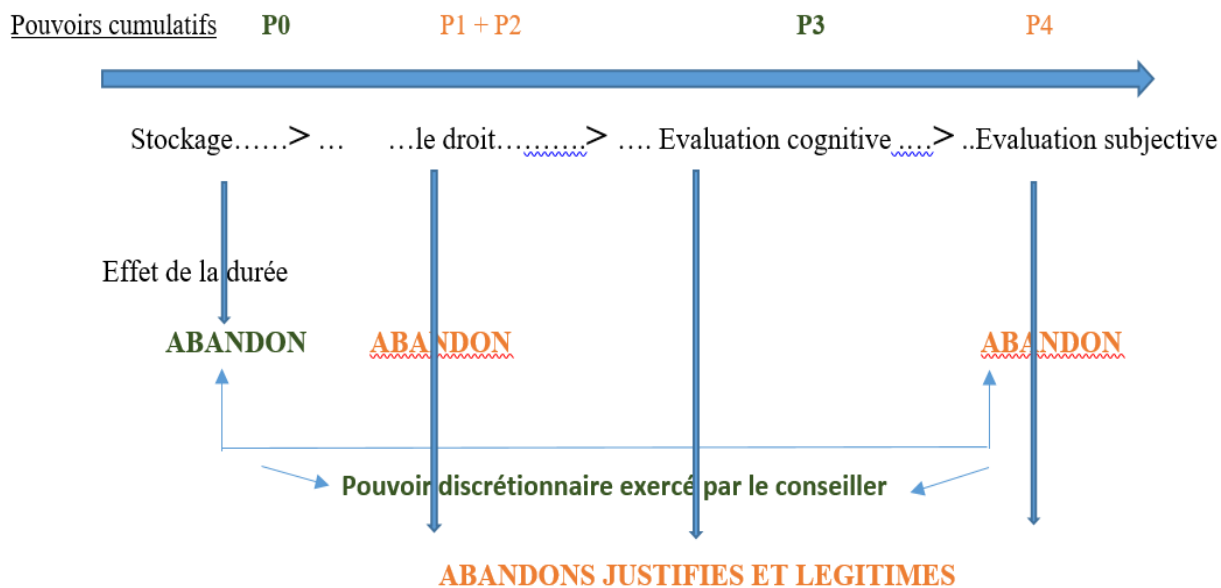 Pouvoirs cumulatifs P0 P1 + P2 P3 P4
Stockage......> ... ...le droit..........> .... Evaluation cognitive ....> ..Evaluation subjective
Effet de la durée
ABANDON ABANDON ABANDON
Pouvoir discrétionnaire exercé par le conseiller
ABANDONS JUSTIFIES ET LEGITIMES